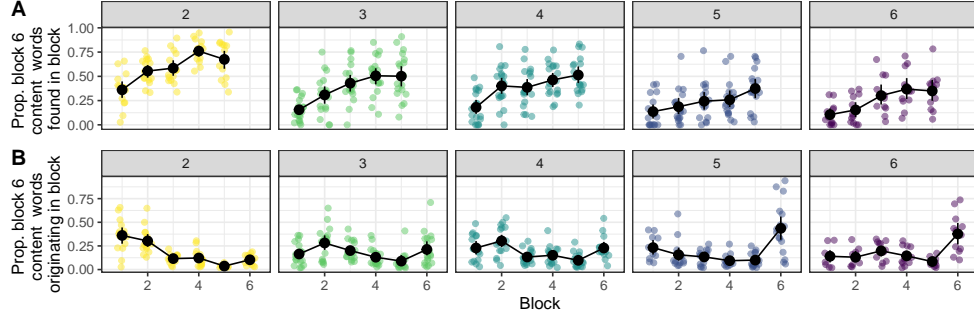 A
2 3 4 5 6
Prop. block 6
content words
found in block
1.00
0.75
0.50
0.25
0.00
B
2 3 4 5 6
Prop. block 6
content words
originating in block
0.75
0.50
0.25
0.00
2 4 6 2 4 6 2 4 6 2 4 6 2 4 6
Block